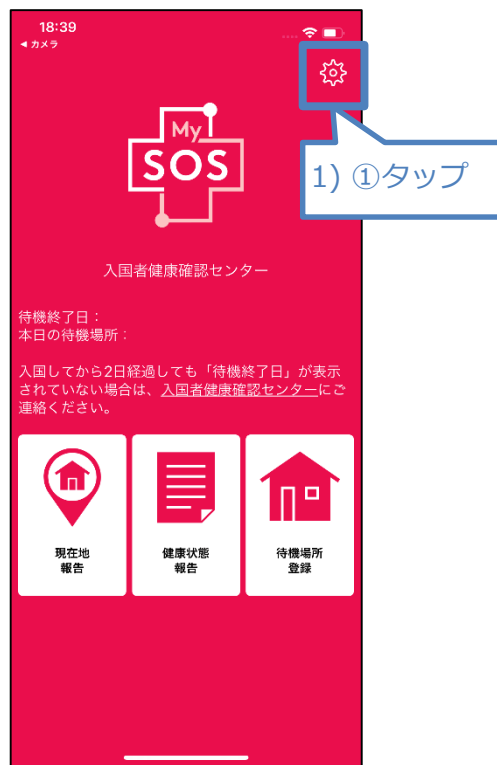 18:39
◀ カメラ
My
SOS
1) ①タップ
入国者健康確認センター
待機終了日：
本日の待機場所：
入国してから2日経過しても「待機終了日」が表示
されていない場合は、入国者健康確認センターにご
連絡ください。
現在地
報告
健康状態
報告
待機場所
登録